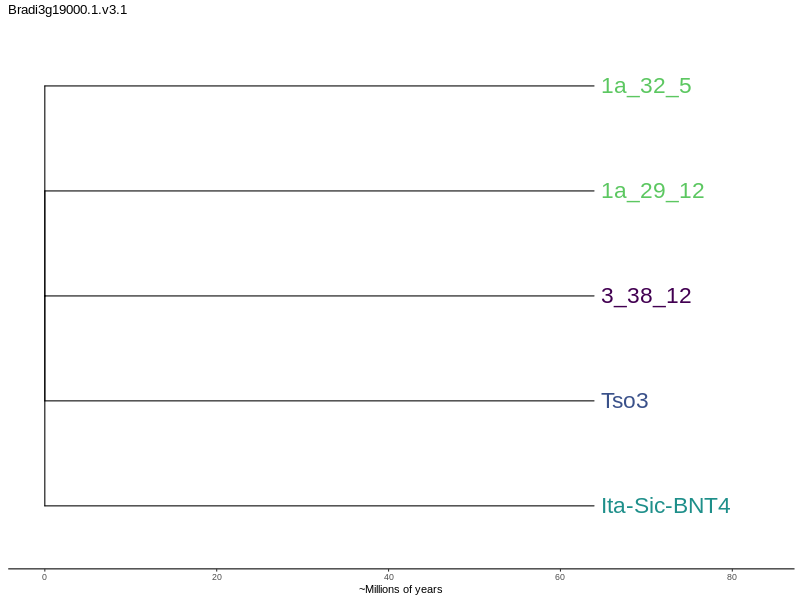 Bradi3g19000.1.v3.1
1a_32_5
1a_29_12
3_38_12
Tso3
Ita-Sic-BNT4
0 20 40 60 80
~Millions of years